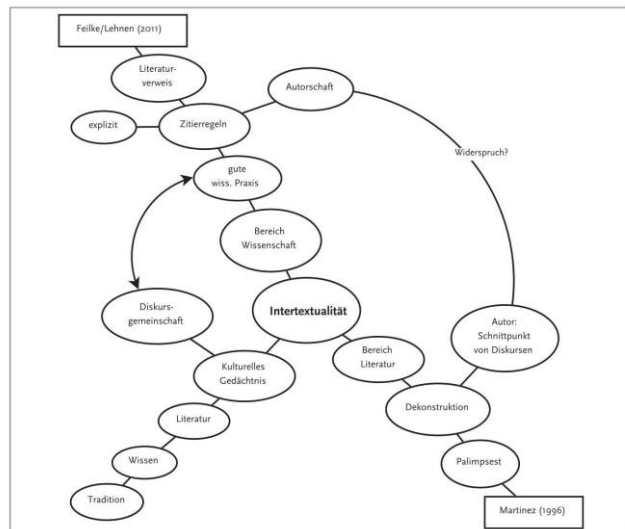 Feilke/Lehnen (2011)
Literatur-
verweis
Autorschaft
explizit
Zitierregeln
Widerspruch?
gute
wiss. Praxis
Bereich
Wissenschaft
Intertextualität
Diskurs-
gemeinschaft
Autor:
Schnittpunkt
von Diskursen
Bereich
Literatur
Kulturelles
Gedächtnis
Dekonstruktion
Literatur
Wissen
Palimpsest
Tradition
Martinez (1996)